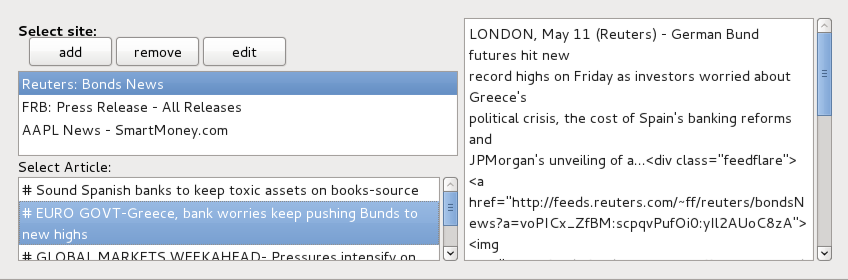 Select site:
add
remove
edit
Reuters: Bonds News
FRB: Press Release - All Releases
AAPL News - SmartMoney.com
Select Article:
# Sound Spanish banks to keep toxic assets on books-source
# EURO GOVT-Greece, bank worries keep pushing Bunds to
new highs
# GLOBAL MARKETS WEEKAHEAD- Pressures intensify on
LONDON, May 11 (Reuters) - German Bund
futures hit new
record highs on Friday as investors worried about
Greece's
political crisis, the cost of Spain's banking reforms
and
JPMorgan's unveiling of a...<div class="feedflare">
<a
href="http://feeds.reuters.com/~ff/reuters/bondsN
ews?a=voPICx_ZfBM:scpqvPufOi0:yIl2AUoC8zA">
<img